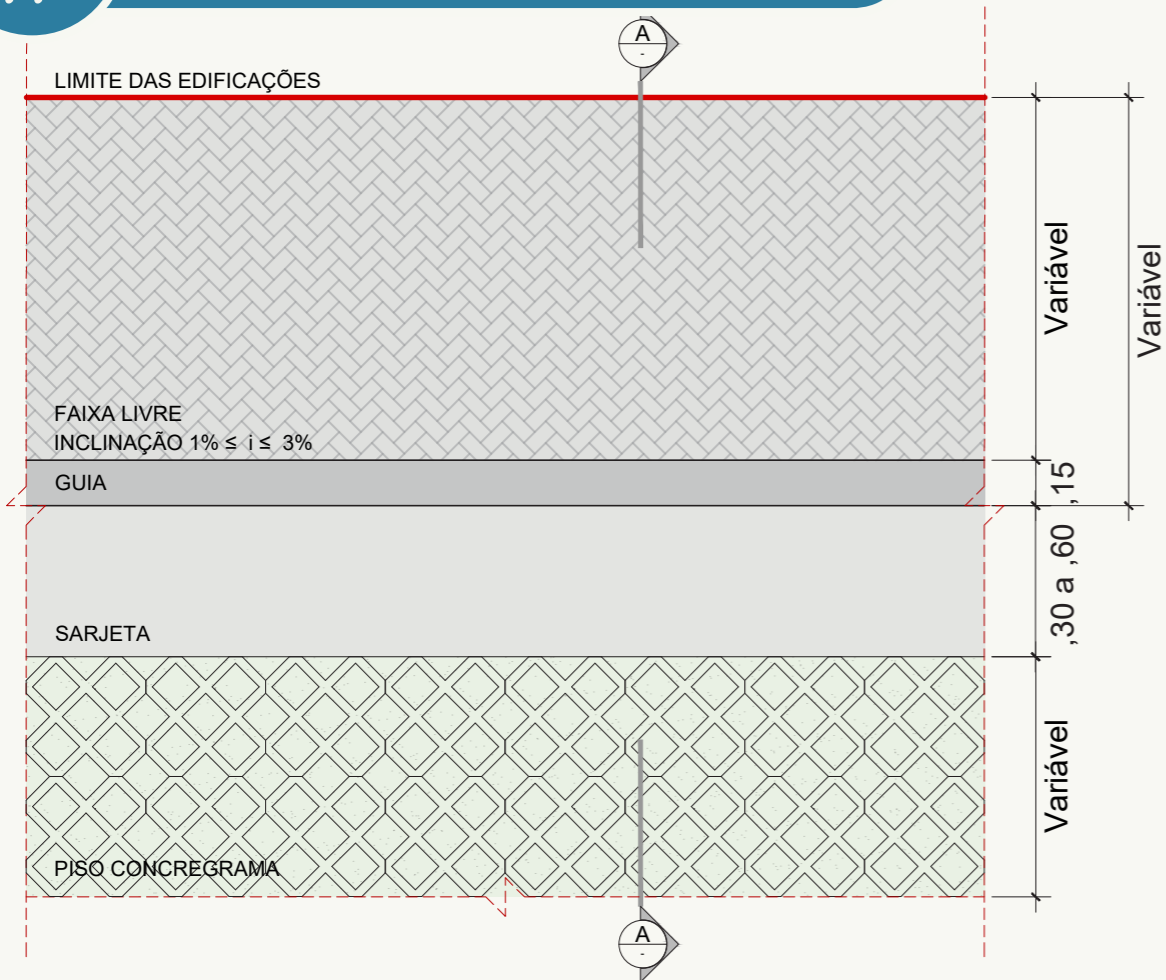 A
-
LIMITE DAS EDIFICAÇÕES
Variável
Variável
FAIXA LIVRE
INCLINAÇÃO 1% ≤ i ≤ 3%
GUIA
,15
,30 a ,60
SARJETA
Variável
PISO CONCREGRAMA
A
-